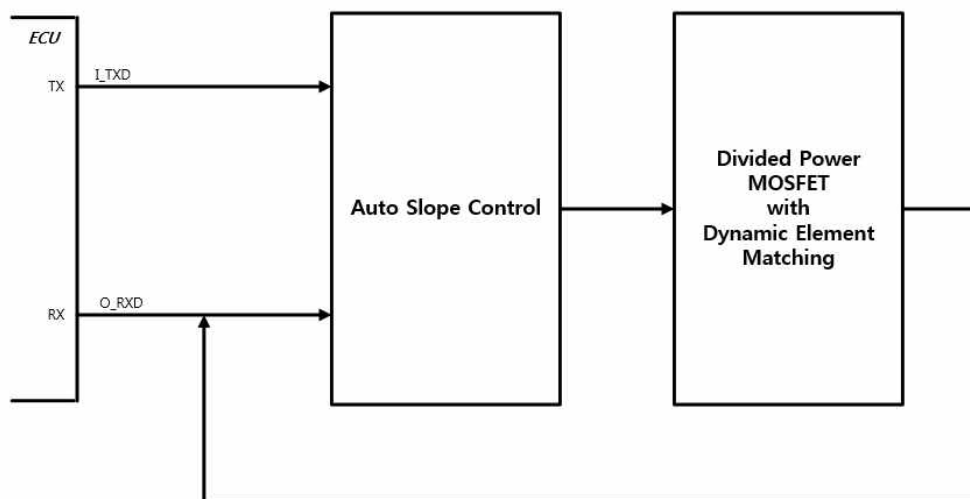 ECU
TX
I_TXD
RX
O_RXD
Auto Slope Control
Divided Power
MOSFET
with
Dynamic Element
Matching